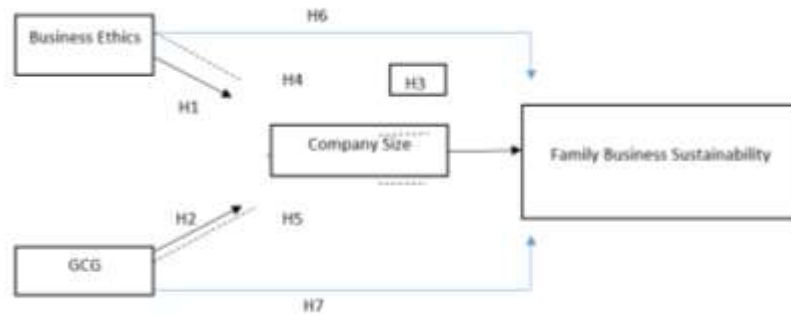 H6
Business Ethics
H4
H3
H1
Company Size
Family Business Sustainability
H2
H5
GCG
H7